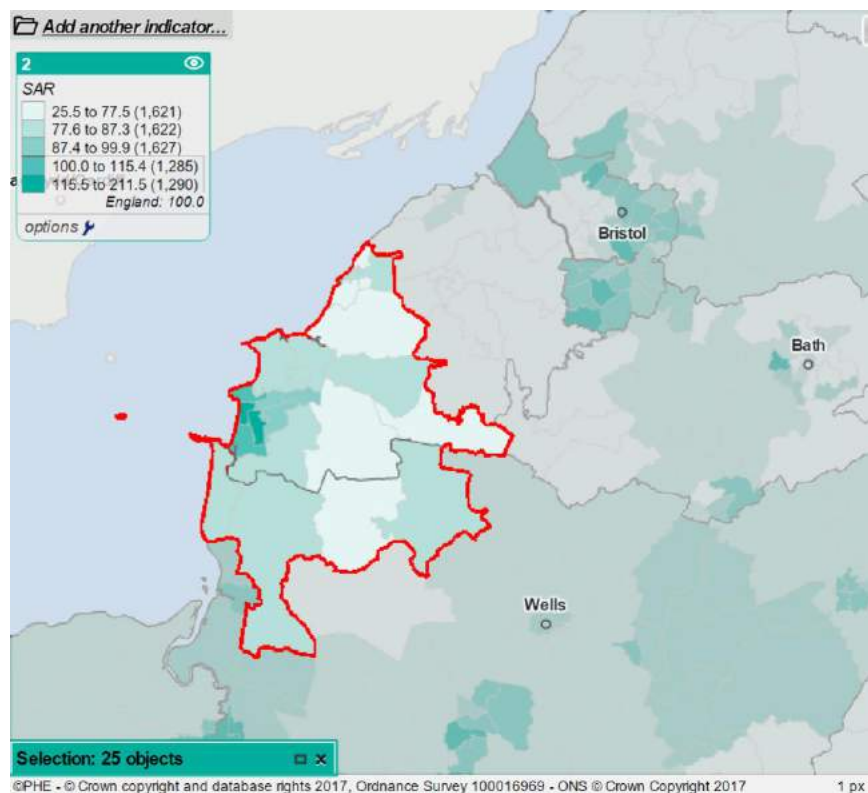 Add another indicator...
2
SAR
25.5 to 77.5 (1,621)
77.6 to 87.3 (1,622)
87.4 to 99.9 (1,627)
100.0 to 115.4 (1,285)
115.5 to 211.5 (1,290)
England: 100.0
options
Bristol
Bath
Wells
Selection: 25 objects
©PHE - © Crown copyright and database rights 2017, Ordnance Survey 100016969 - ONS © Crown Copyright 2017
1 px